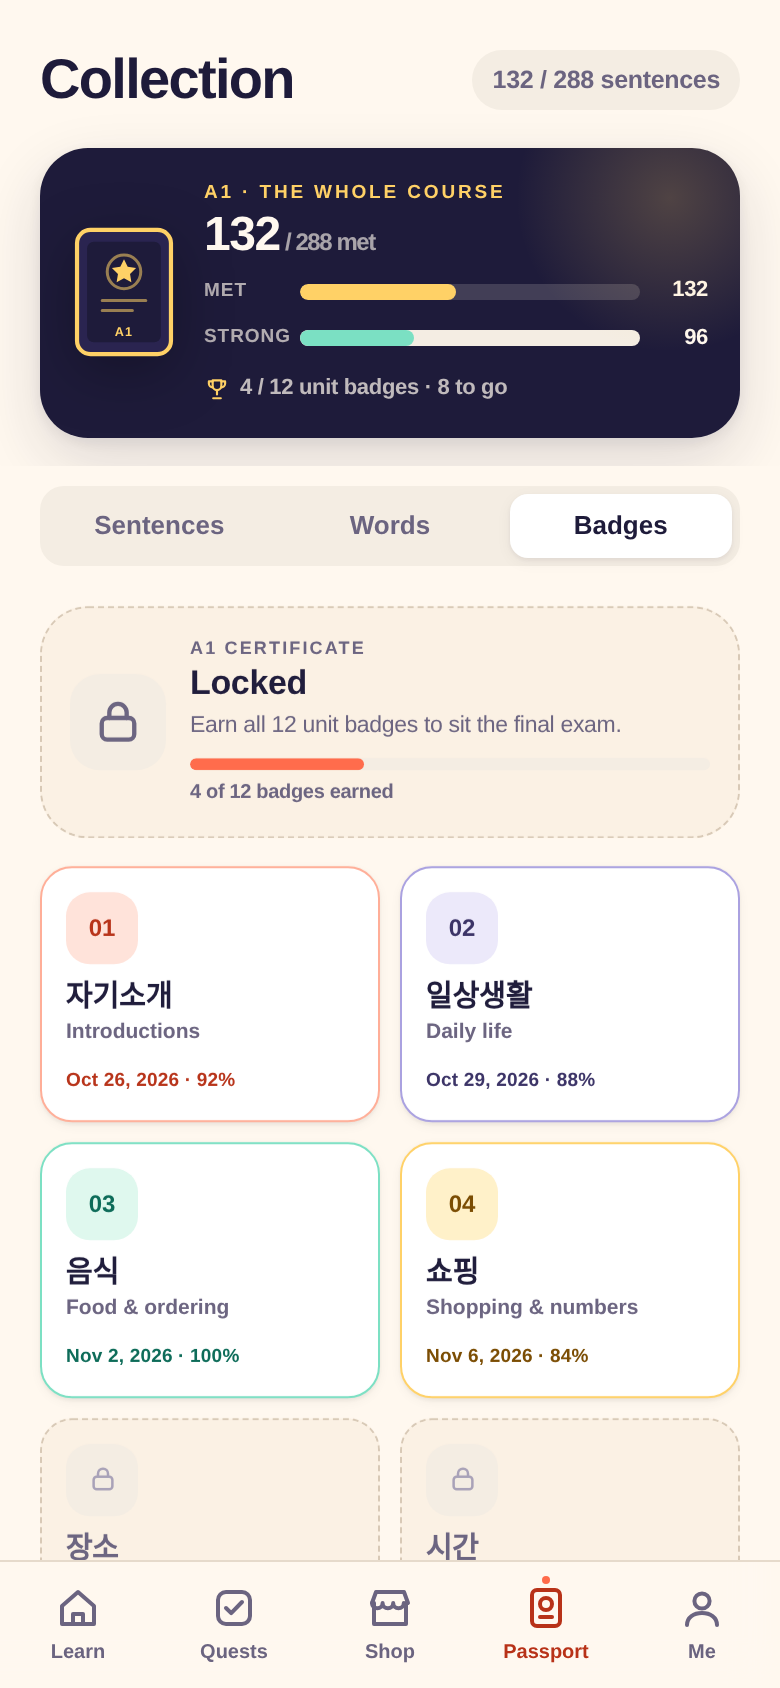 Collection
132 / 288 sentences
A1 · THE WHOLE COURSE
132 / 288 met
MET 132
STRONG 96
A1
4 / 12 unit badges · 8 to go
Sentences Words Badges
A1 CERTIFICATE
Locked
Earn all 12 unit badges to sit the final exam.
4 of 12 badges earned
01
자기소개
Introductions
Oct 26, 2026 · 92%
02
일상생활
Daily life
Oct 29, 2026 · 88%
03
음식
Food & ordering
Nov 2, 2026 · 100%
04
쇼핑
Shopping & numbers
Nov 6, 2026 · 84%
장소
시간
Learn Quests Shop Passport Me